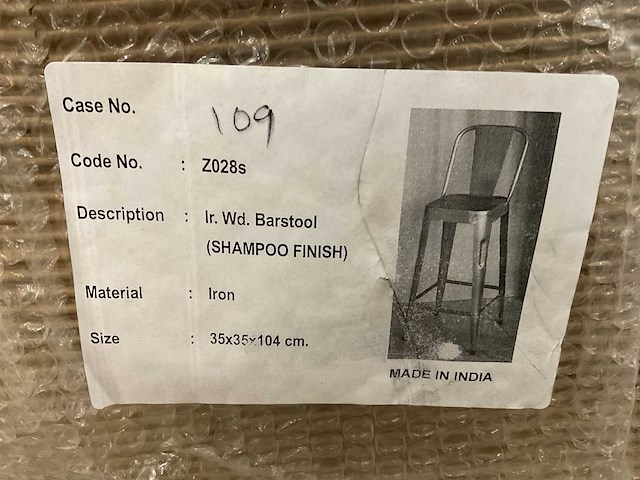 Case No. 109
Code No. : Z028s
Description : Ir. Wd. Barstool
(SHAMPOO FINISH)
Material : Iron
Size : 35x35x104 cm.
MADE IN INDIA